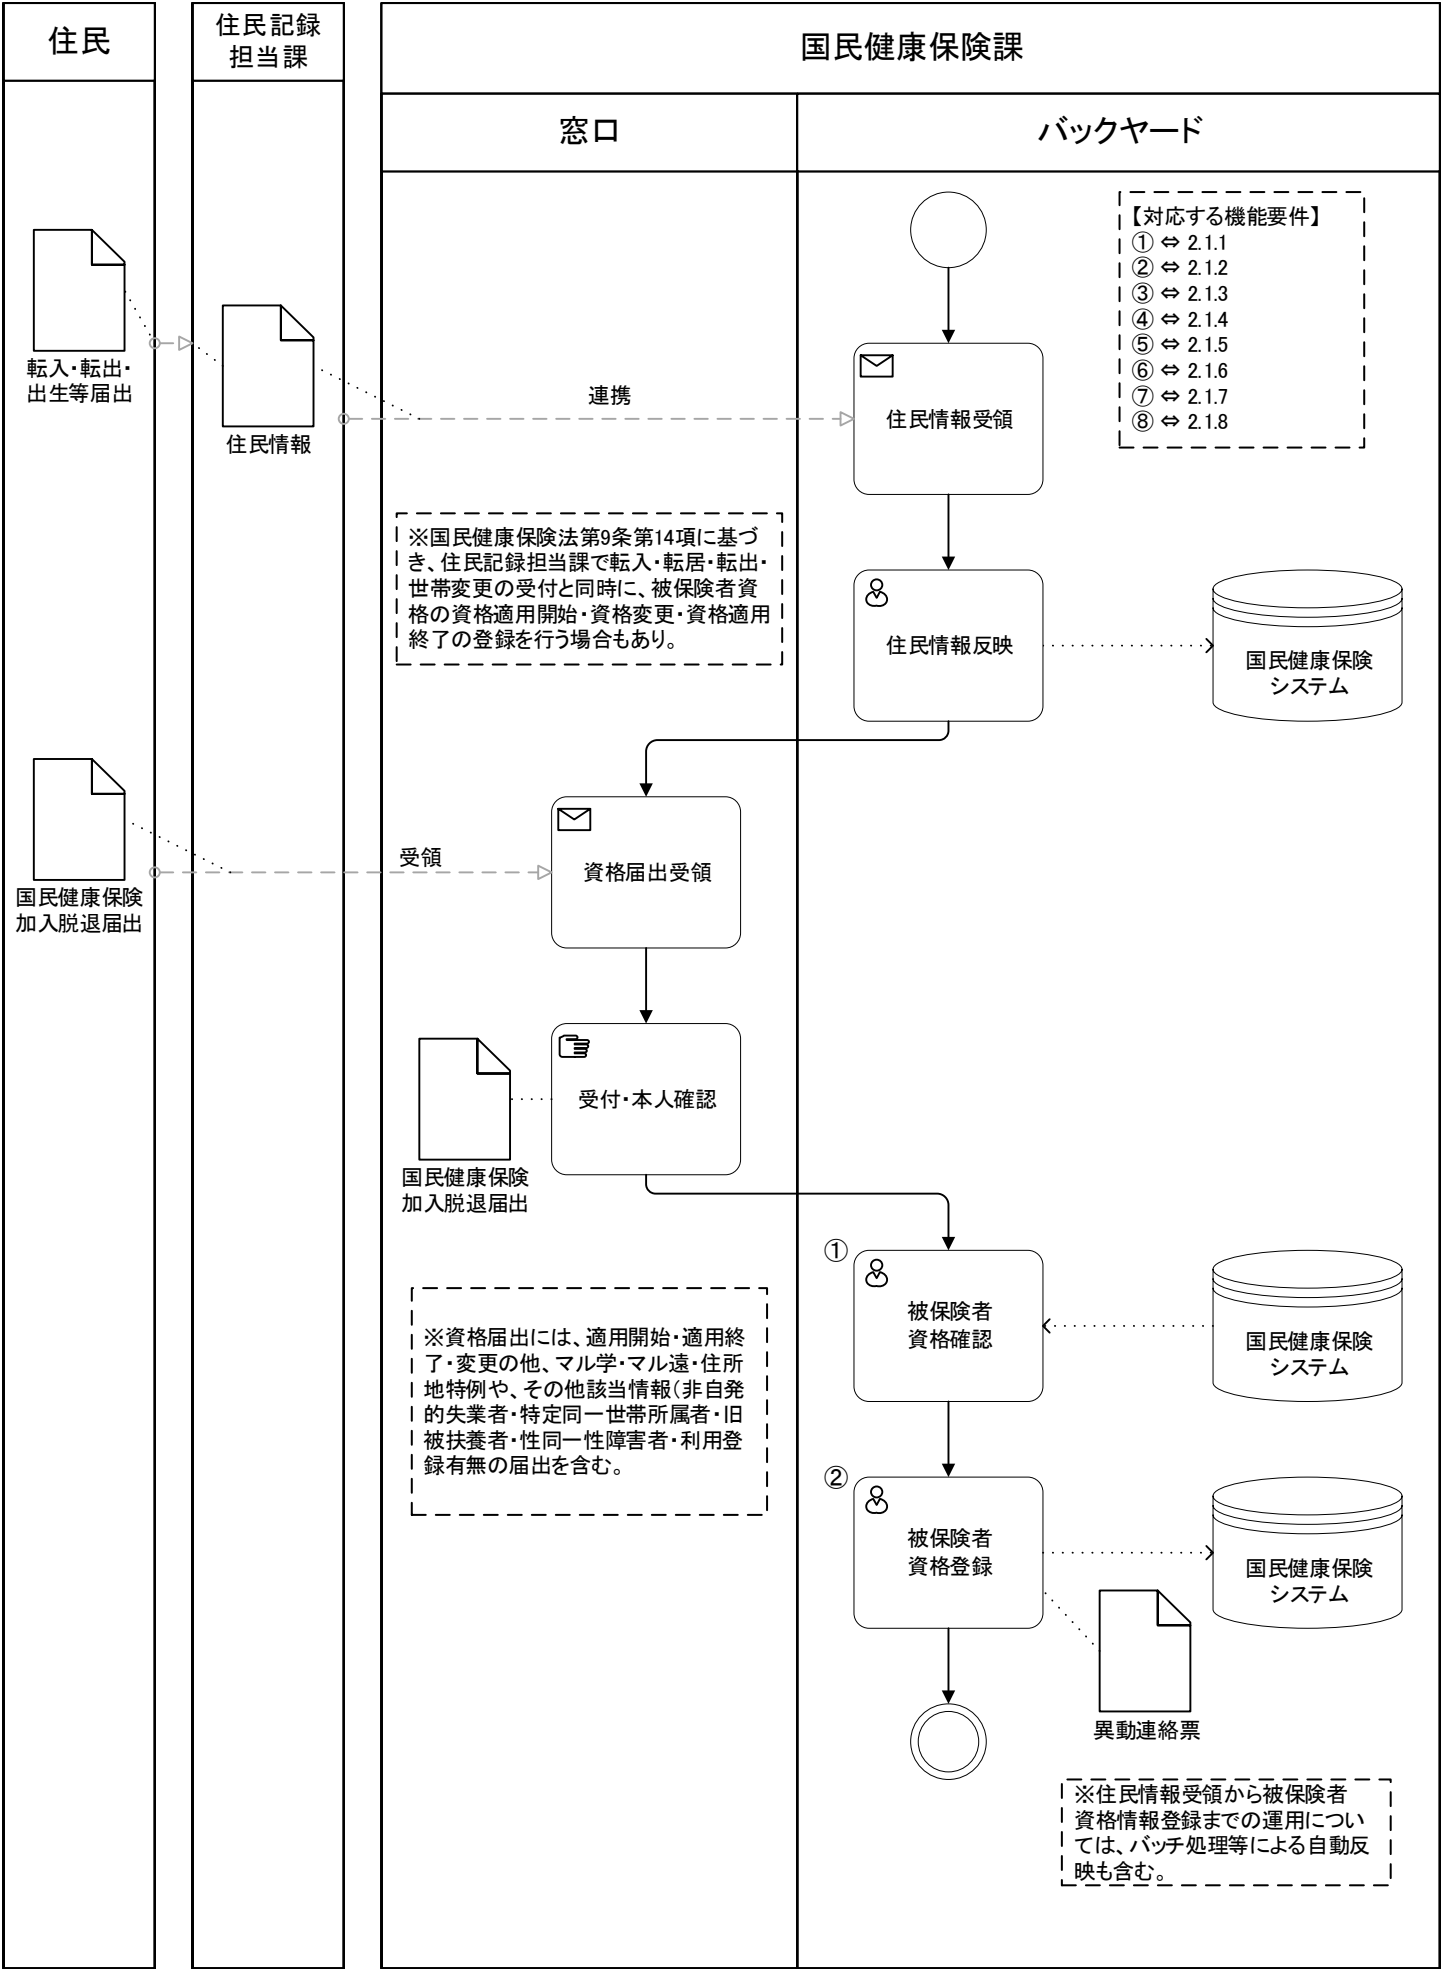 住民
住民記録
担当課
国民健康保険課
窓口
バックヤード
【対応する機能要件】
① ⇔ 2.1.1
② ⇔ 2.1.2
③ ⇔ 2.1.3
④ ⇔ 2.1.4
⑤ ⇔ 2.1.5
⑥ ⇔ 2.1.6
⑦ ⇔ 2.1.7
⑧ ⇔ 2.1.8
転入・転出・
出生等届出
住民情報
連携
住民情報受領
※国民健康保険法第9条第14項に基づ
き、住民記録担当課で転入・転居・転出・
世帯変更の受付と同時に、被保険者資
格の資格適用開始・資格変更・資格適用
終了の登録を行う場合もあり。
住民情報反映
国民健康保険
システム
国民健康保険
加入脱退届出
受領
資格届出受領
受付・本人確認
国民健康保険
加入脱退届出
①
被保険者
資格確認
国民健康保険
システム
※資格届出には、適用開始・適用終
了・変更の他、マル学・マル遠・住所
地特例や、その他該当情報（非自発
的失業者・特定同一世帯所属者・旧
被扶養者・性同一性障害者・利用登
録有無の届出を含む。
②
被保険者
資格登録
国民健康保険
システム
異動連絡票
※住民情報受領から被保険者
資格情報登録までの運用につい
ては、バッチ処理等による自動反
映も含む。